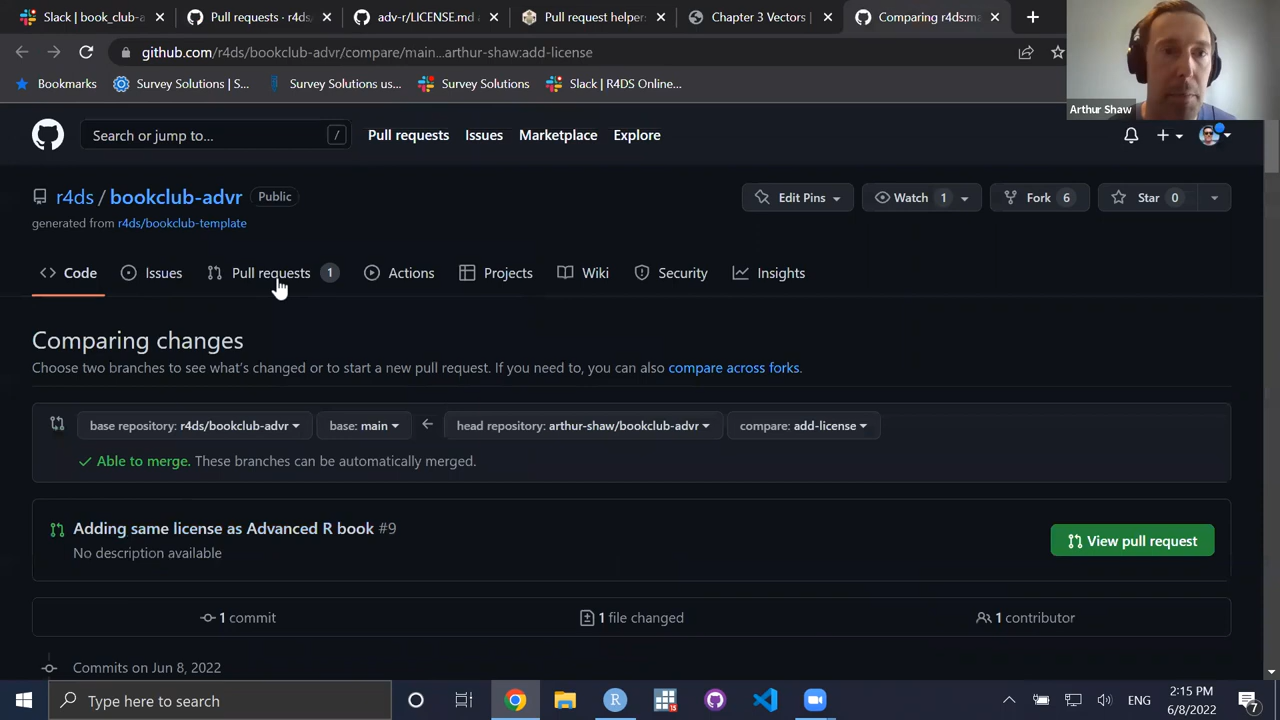 Slack | book_club-a
Pull requests · r4ds/
adv-r/LICENSE.md
Pull request helpers
Chapter 3 Vectors |
Comparing r4ds:ma
github.com/r4ds/bookclub-advr/compare/main...arthur-shaw:add-license
Bookmarks
Survey Solutions | S...
Survey Solutions us...
Survey Solutions
Slack | R4DS Onlin...
Arthur Shaw
Search or jump to...
/
Pull requests
Issues
Marketplace
Explore
r4ds / bookclub-advr
Public
generated from r4ds/bookclub-template
Edit Pins
Watch 1
Fork 6
Star 0
Code
Issues
Pull requests 1
Actions
Projects
Wiki
Security
Insights
Comparing changes
Choose two branches to see what's changed or to start a new pull request. If you need to, you can also compare across forks.
base repository: r4ds/bookclub-advr
base: main
head repository: arthur-shaw/bookclub-advr
compare: add-license
Able to merge. These branches can be automatically merged.
Adding same license as Advanced R book #9
No description available
View pull request
1 commit
1 file changed
1 contributor
Commits on Jun 8, 2022
Type here to search
ENG
2:15 PM
6/8/2022
7